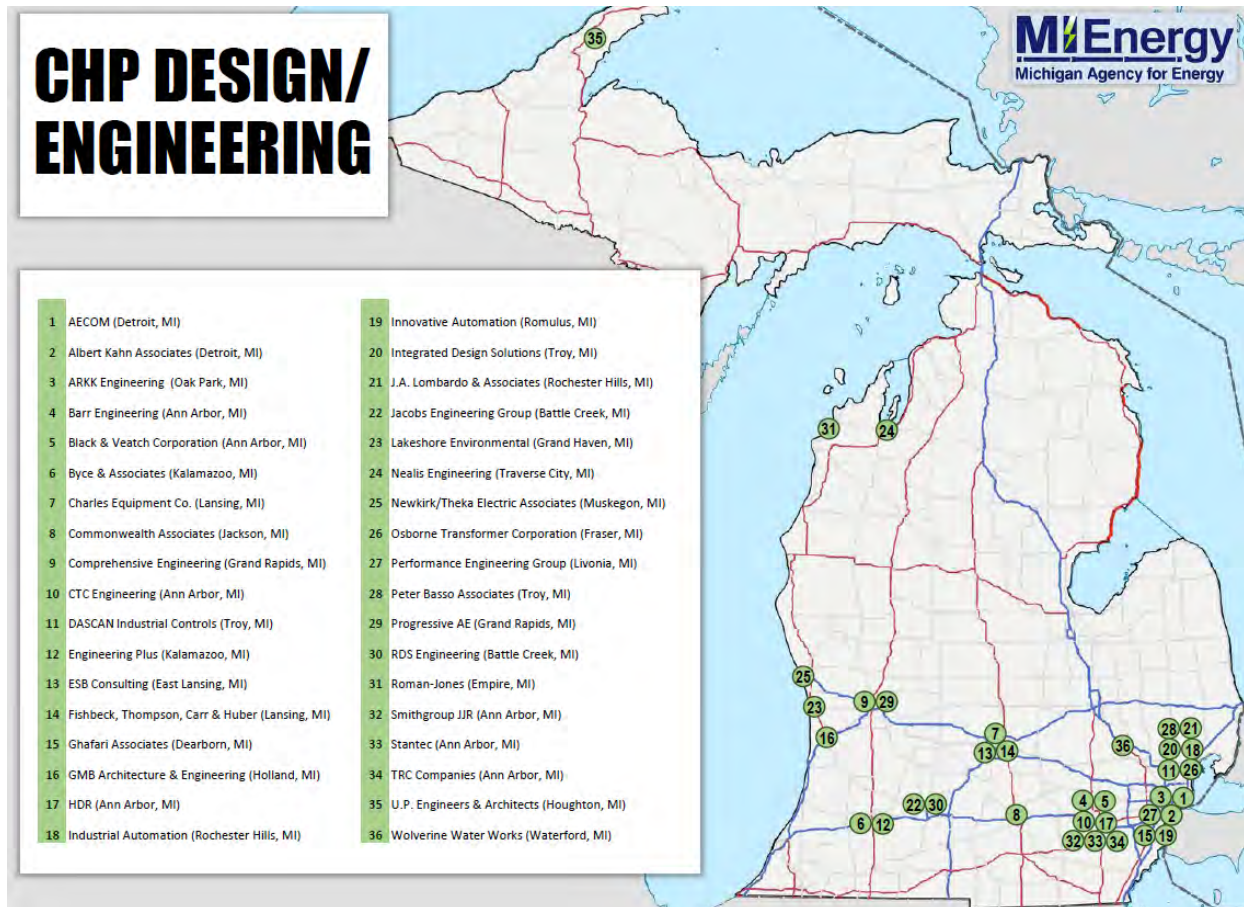 CHP DESIGN/
ENGINEERING
MI Energy
Michigan Agency for Energy
1 AECOM (Detroit, MI)
2 Albert Kahn Associates (Detroit, MI)
3 ARKK Engineering (Oak Park, MI)
4 Barr Engineering (Ann Arbor, MI)
5 Black & Veatch Corporation (Ann Arbor, MI)
6 Byce & Associates (Kalamazoo, MI)
7 Charles Equipment Co. (Lansing, MI)
8 Commonwealth Associates (Jackson, MI)
9 Comprehensive Engineering (Grand Rapids, MI)
10 CTC Engineering (Ann Arbor, MI)
11 DASCAN Industrial Controls (Troy, MI)
12 Engineering Plus (Kalamazoo, MI)
13 ESB Consulting (East Lansing, MI)
14 Fishbeck, Thompson, Carr & Huber (Lansing, MI)
15 Ghafari Associates (Dearborn, MI)
16 GMB Architecture & Engineering (Holland, MI)
17 HDR (Ann Arbor, MI)
18 Industrial Automation (Rochester Hills, MI)
19 Innovative Automation (Romulus, MI)
20 Integrated Design Solutions (Troy, MI)
21 J.A. Lombardo & Associates (Rochester Hills, MI)
22 Jacobs Engineering Group (Battle Creek, MI)
23 Lakeshore Environmental (Grand Haven, MI)
24 Nealis Engineering (Traverse City, MI)
25 Newkirk/Theka Electric Associates (Muskegon, MI)
26 Osborne Transformer Corporation (Fraser, MI)
27 Performance Engineering Group (Livonia, MI)
28 Peter Basso Associates (Troy, MI)
29 Progressive AE (Grand Rapids, MI)
30 RDS Engineering (Battle Creek, MI)
31 Roman-Jones (Empire, MI)
32 Smithgroup JJR (Ann Arbor, MI)
33 Stantec (Ann Arbor, MI)
34 TRC Companies (Ann Arbor, MI)
35 U.P. Engineers & Architects (Houghton, MI)
36 Wolverine Water Works (Waterford, MI)
35
31
24
25
23
9 29
16
7
13 14
36
28 21
20 18
11 26
22 30
6 12
8
4 5
10 17
32 33 34
3 1
27 2
15 19